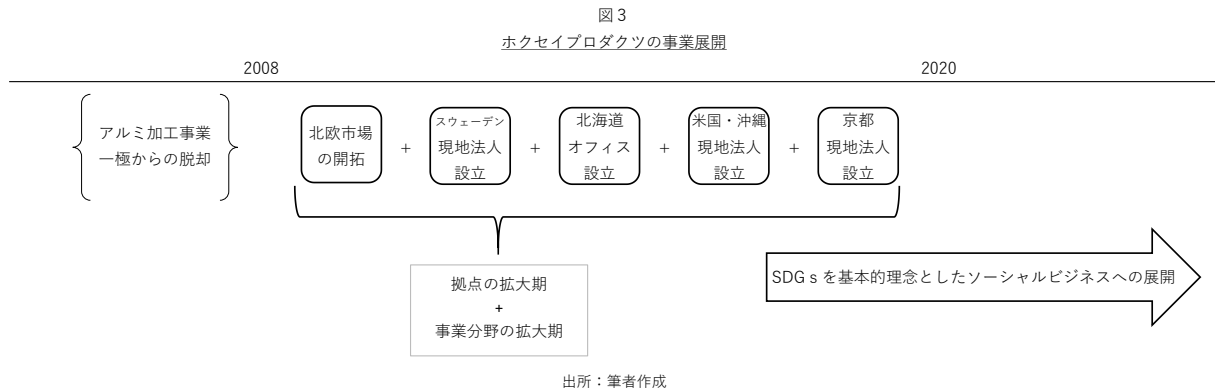 図3
ホクセイプロダクツの事業展開
2008
2020
アルミ加工事業
一極からの脱却
北欧市場
の開拓
+
スウェーデン
現地法人
設立
+
北海道
オフィス
設立
+
米国・沖縄
現地法人
設立
+
京都
現地法人
設立
拠点の拡大期
+
事業分野の拡大期
SDGsを基本的理念としたソーシャルビジネスへの展開
出所：筆者作成